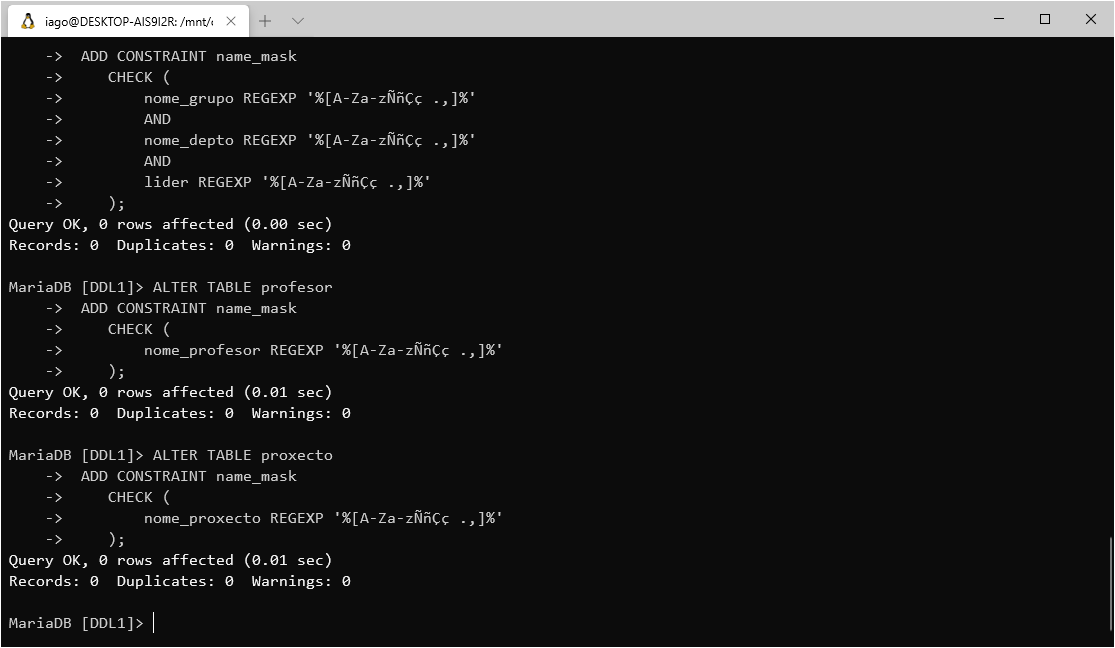 iago@DESKTOP-AIS9I2R: /mnt/c
-> ADD CONSTRAINT name_mask
-> CHECK (
-> nome_grupo REGEXP '%[A-Za-zÑñÇç .,]%'
-> AND
-> nome_depto REGEXP '%[A-Za-zÑñÇç .,]%'
-> AND
-> lider REGEXP '%[A-Za-zÑñÇç .,]%'
-> );
Query OK, 0 rows affected (0.00 sec)
Records: 0  Duplicates: 0  Warnings: 0
MariaDB [DDL1]> ALTER TABLE profesor
-> ADD CONSTRAINT name_mask
-> CHECK (
-> nome_profesor REGEXP '%[A-Za-zÑñÇç .,]%'
-> );
Query OK, 0 rows affected (0.01 sec)
Records: 0  Duplicates: 0  Warnings: 0
MariaDB [DDL1]> ALTER TABLE proxecto
-> ADD CONSTRAINT name_mask
-> CHECK (
-> nome_proxecto REGEXP '%[A-Za-zÑñÇç .,]%'
-> );
Query OK, 0 rows affected (0.01 sec)
Records: 0  Duplicates: 0  Warnings: 0
MariaDB [DDL1]>